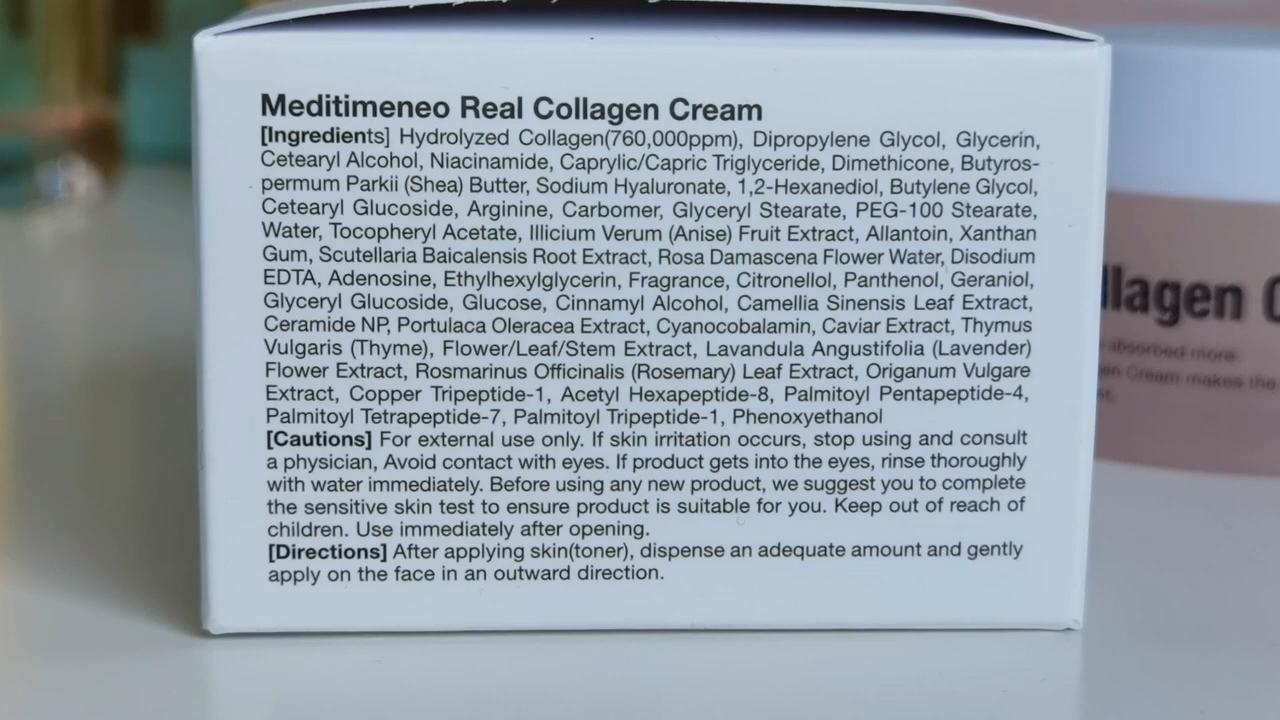 Meditimeneo Real Collagen Cream
[Ingredients] Hydrolyzed Collagen(760,000ppm), Dipropylene Glycol, Glycerin,
Cetearyl Alcohol, Niacinamide, Caprylic/Capric Triglyceride, Dimethicone, Butyros-
permum Parkii (Shea) Butter, Sodium Hyaluronate, 1,2-Hexanediol, Butylene Glycol,
Cetearyl Glucoside, Arginine, Carbomer, Glyceryl Stearate, PEG-100 Stearate,
Water, Tocopheryl Acetate, Illicium Verum (Anise) Fruit Extract, Allantoin, Xanthan
Gum, Scutellaria Baicalensis Root Extract, Rosa Damascena Flower Water, Disodium
EDTA, Adenosine, Ethylhexylglycerin, Fragrance, Citronellol, Panthenol, Geraniol,
Glyceryl Glucoside, Glucose, Cinnamyl Alcohol, Camellia Sinensis Leaf Extract,
Ceramide NP, Portulaca Oleracea Extract, Cyanocobalamin, Caviar Extract, Thymus
Vulgaris (Thyme), Flower/Leaf/Stem Extract, Lavandula Angustifolia (Lavender)
Flower Extract, Rosmarinus Officinalis (Rosemary) Leaf Extract, Origanum Vulgare
Extract, Copper Tripeptide-1, Acetyl Hexapeptide-8, Palmitoyl Pentapeptide-4,
Palmitoyl Tetrapeptide-7, Palmitoyl Tripeptide-1, Phenoxyethanol
[Cautions] For external use only. If skin irritation occurs, stop using and consult
a physician, Avoid contact with eyes. If product gets into the eyes, rinse thoroughly
with water immediately. Before using any new product, we suggest you to complete
the sensitive skin test to ensure product is suitable for you. Keep out of reach of
children. Use immediately after opening.
[Directions] After applying skin(toner), dispense an adequate amount and gently
apply on the face in an outward direction.
llagen C
absorbed more
Cream makes the